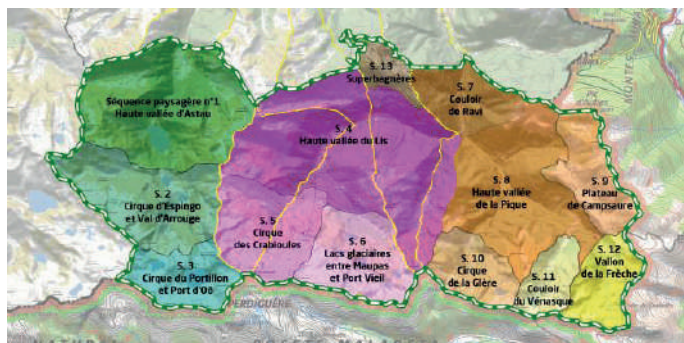 Séquence paysagère n°1
Haute vallée d'Astau
S. 2
Cirque d'Espingo
et Val d'Arrouge
S. 3
Cirque du Portillon
et Port d'Oô
S. 4
Haute vallée du Lis
S. 5
Cirque
des Crabioules
S. 6
Lacs glaciaires
entre Maupas
et Port Vieil
S. 13
Superbagnères
S. 7
Couloir
de Ravi
S. 8
Haute vallée
de la Pique
S. 9
Plateau
de Campsaure
S. 10
Cirque
de la Glère
S. 11
Couloir
du Vénasque
S. 12
Vallon
de la Frèche
PERDIGUÈRE